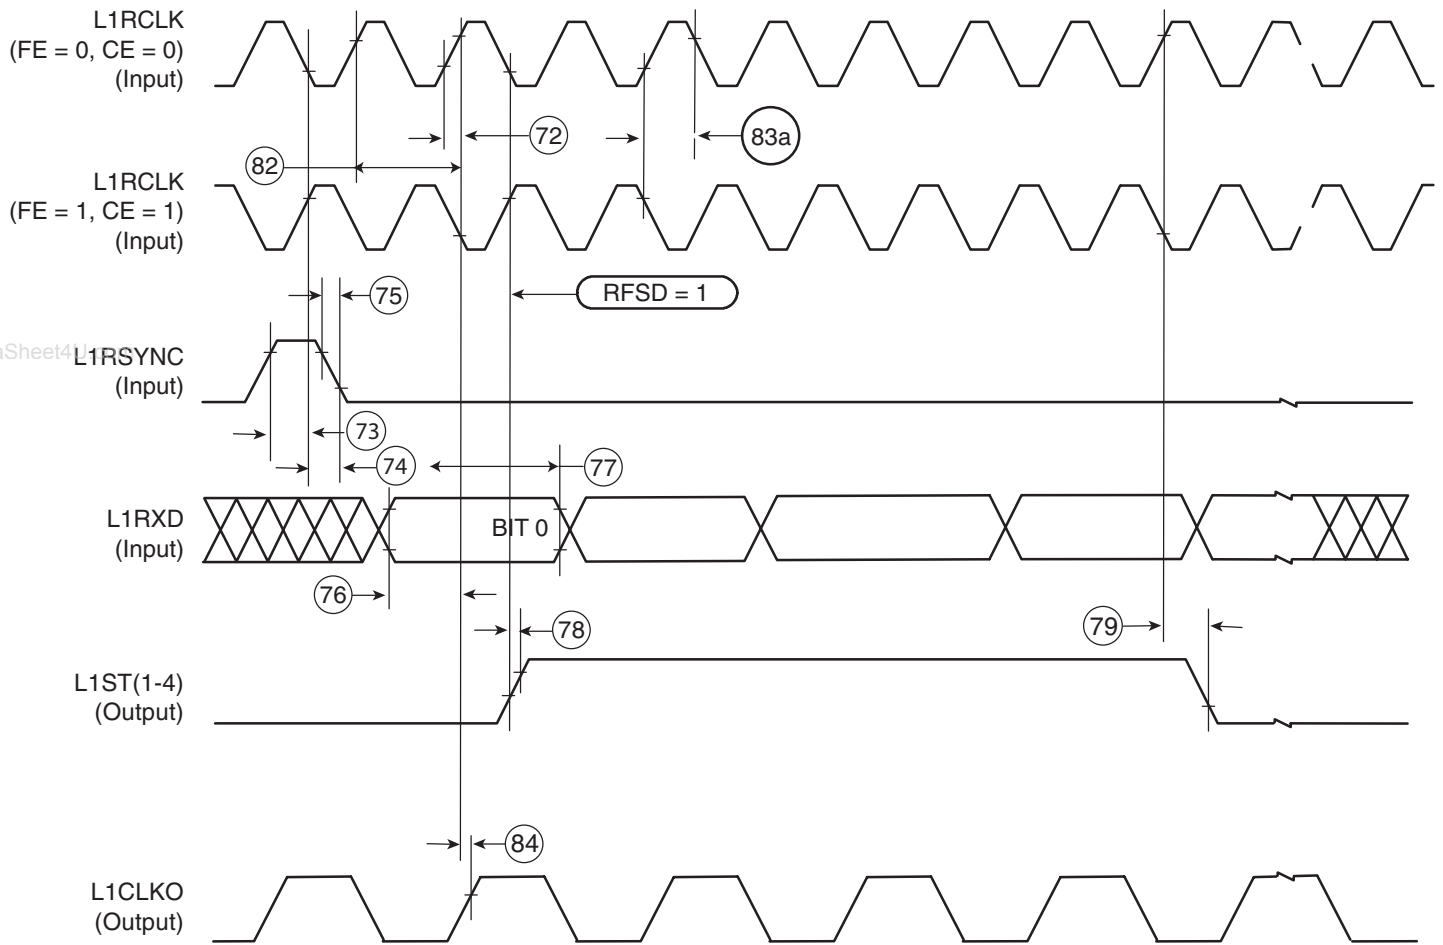 L1RCLK
(FE = 0, CE = 0)
(Input)
72
83a
82
L1RCLK
(FE = 1, CE = 1)
(Input)
75
RFSD = 1
L1RSYNC
(Input)
73
74
77
L1RXD
(Input)
BIT 0
76
78
79
L1ST(1-4)
(Output)
84
L1CLKO
(Output)